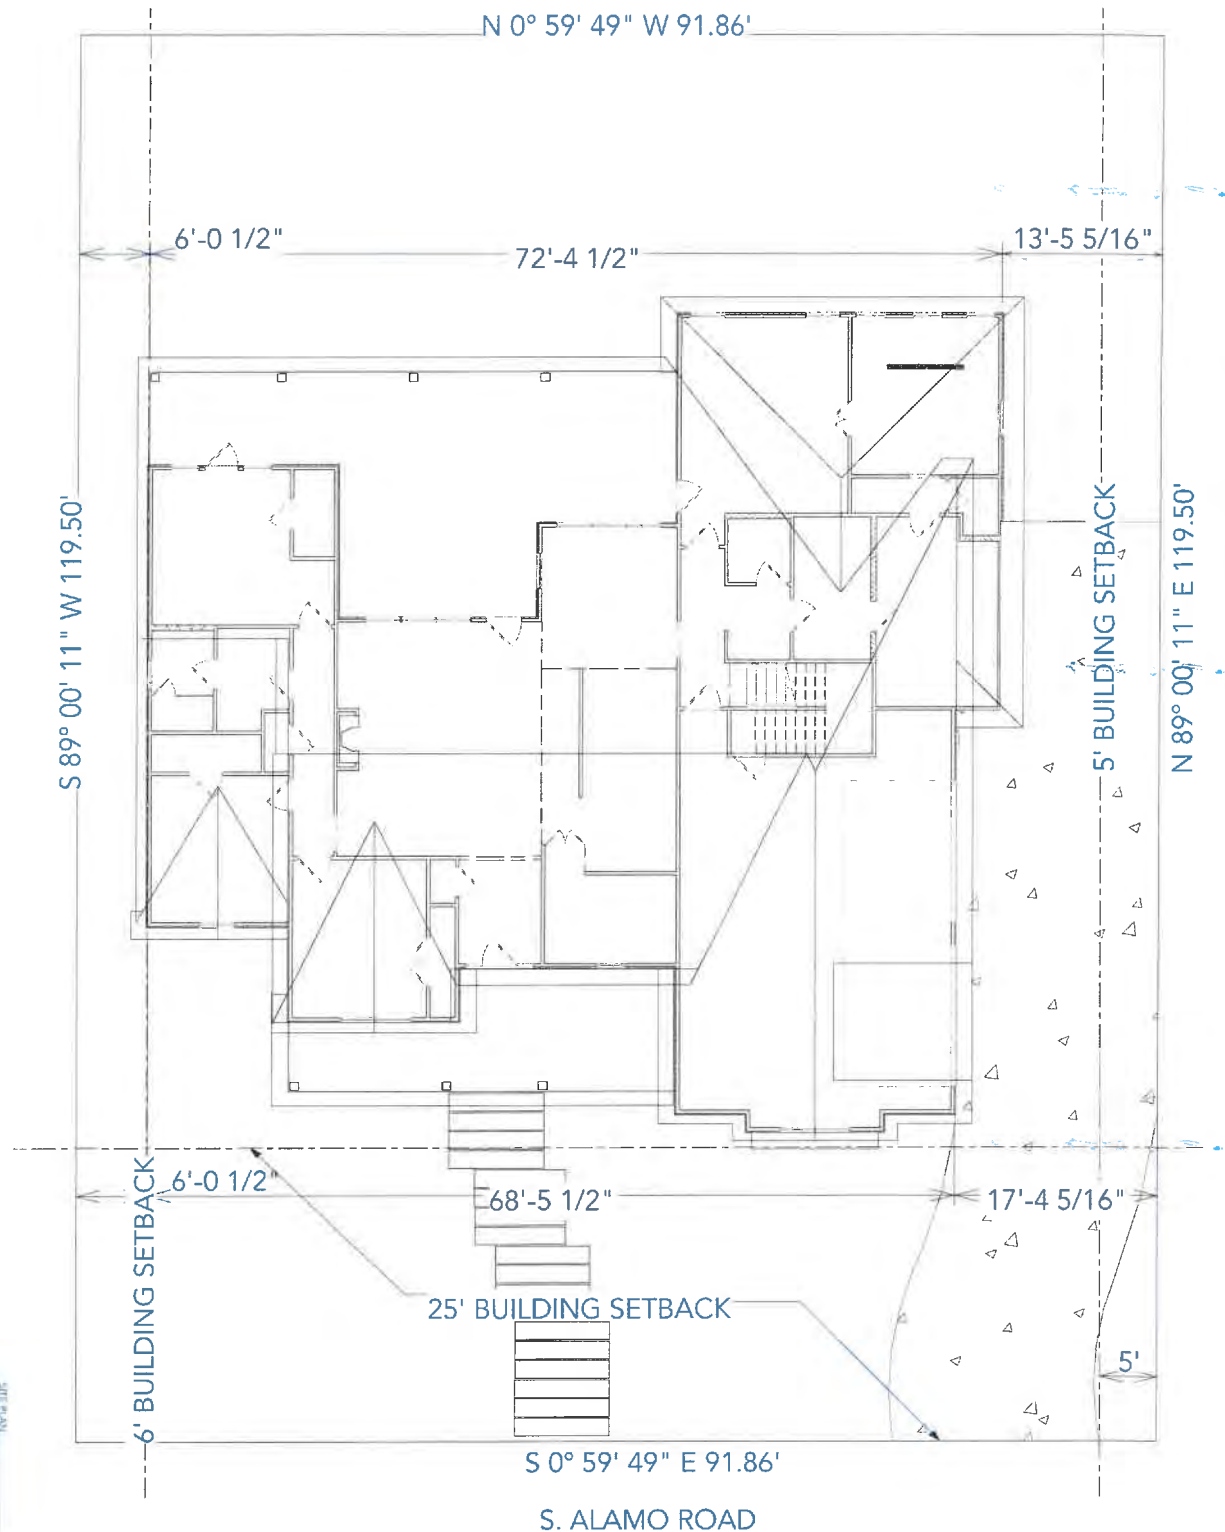 N 0° 59' 49" W 91.86'
6'-0 1/2"
72'-4 1/2"
13'-5 5/16"
S 89° 00' 11" W 119.50'
5' BUILDING SETBACK
N 89° 00' 11" E 119.50'
6'-0 1/2"
68'-5 1/2"
17'-4 5/16"
6' BUILDING SETBACK
25' BUILDING SETBACK
5'
SITE PLAN
S 0° 59' 49" E 91.86'
S. ALAMO ROAD